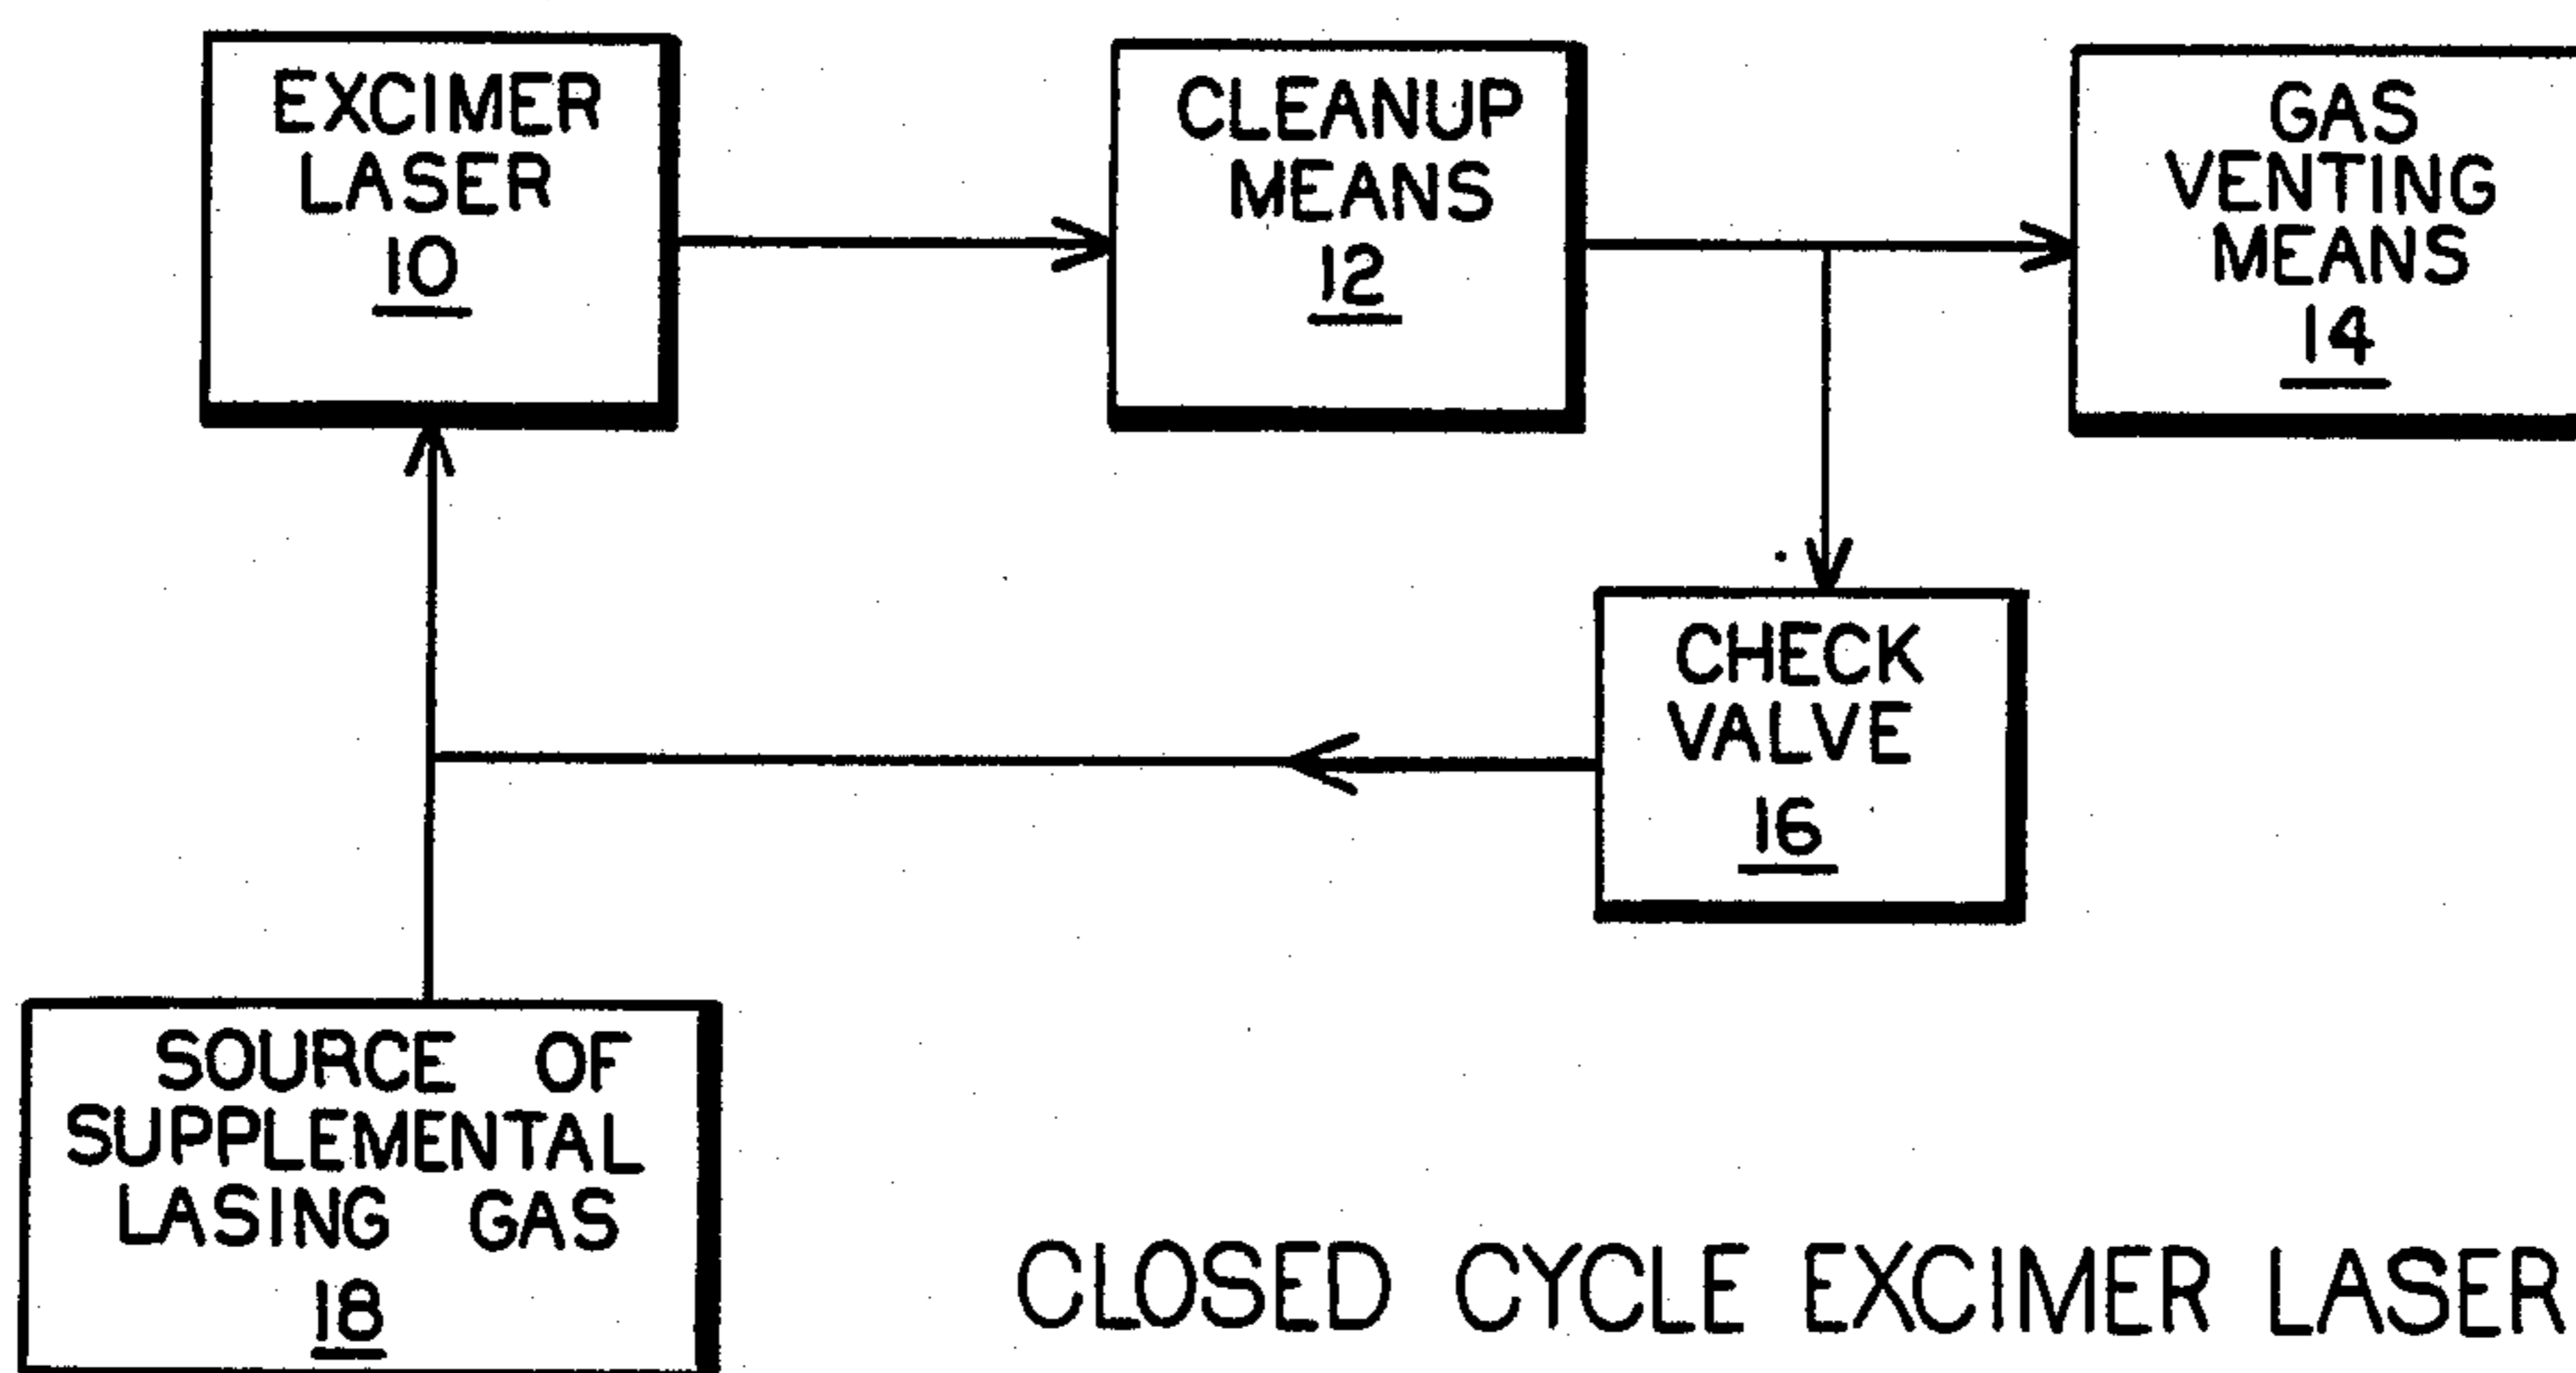 EXCIMER
LASER
10
CLEANUP
MEANS
12
GAS
VENTING
MEANS
14
CHECK
VALVE
16
SOURCE OF
SUPPLEMENTAL
LASING GAS
18
CLOSED CYCLE EXCIMER LASER